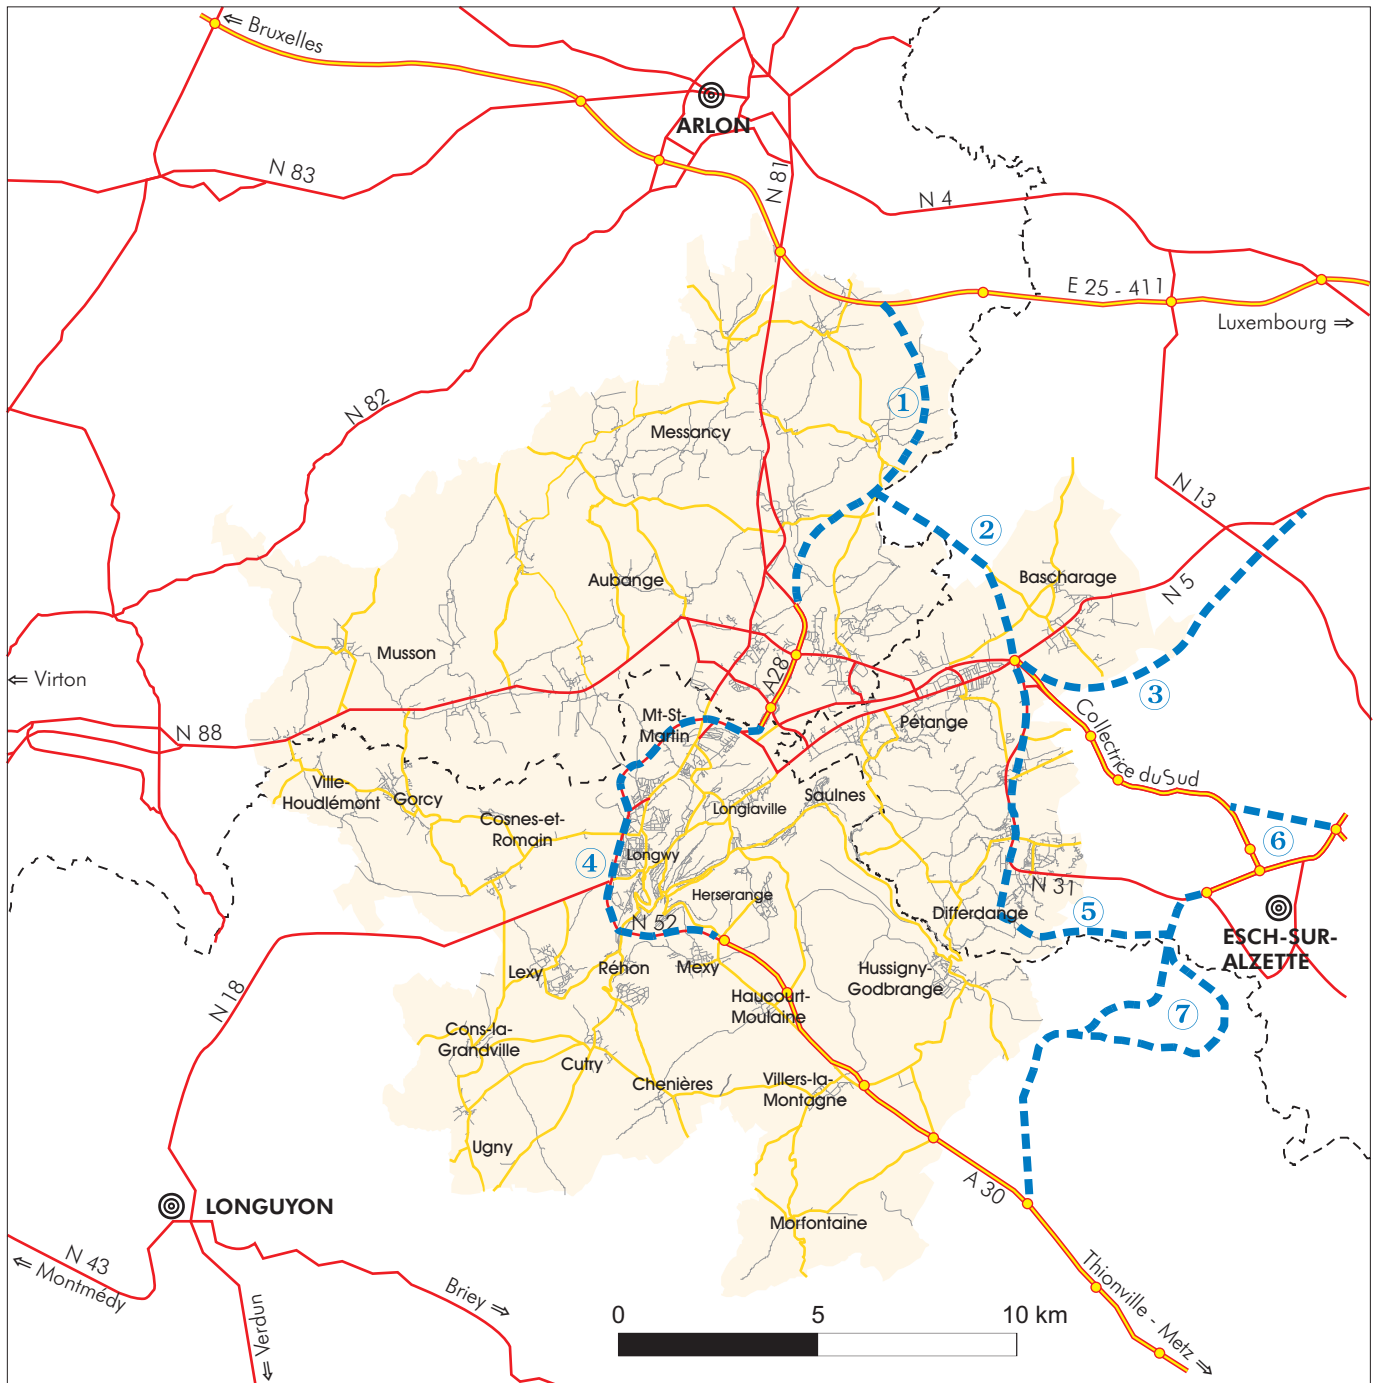 ⇐ Bruxelles
ARLON
N 83
N 81
N 4
E 25 - 411
Luxembourg ⇒
N 82
1
Messancy
N 13
2
Aubange
Bascharage
N 5
Musson
⇐ Virton
A28
3
N 88
Mt-St-
Martin
Pétange
Collectrice du Sud
Ville-
Houdlémont
Gorcy
Cosnes-et-
Romain
Longlaville
Saulnes
6
4
Longwy
Herserange
N 31
Differdange
5
ESCH-SUR-
ALZETTE
N 52
Lexy
Réhon
Mexy
Hussigny-
Godbrange
N 18
Haucourt-
Moulaine
7
Cons-la-
Grandville
Cutry
Chenières
Villers-la-
Montagne
Ugny
A 30
LONGUYON
Morfontaine
N 43
⇐ Montmédy
Briey ⇒
⇐ Verdun
Thionville - Metz ⇒
0 5 10 km